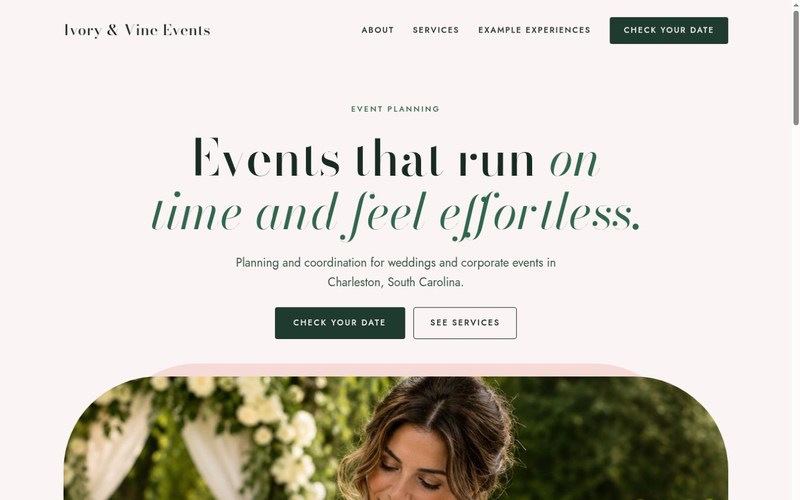 Ivory & Vine Events
ABOUT
SERVICES
EXAMPLE EXPERIENCES
CHECK YOUR DATE
EVENT PLANNING
Events that run on
time and feel effortless.
Planning and coordination for weddings and corporate events in
Charleston, South Carolina.
CHECK YOUR DATE
SEE SERVICES